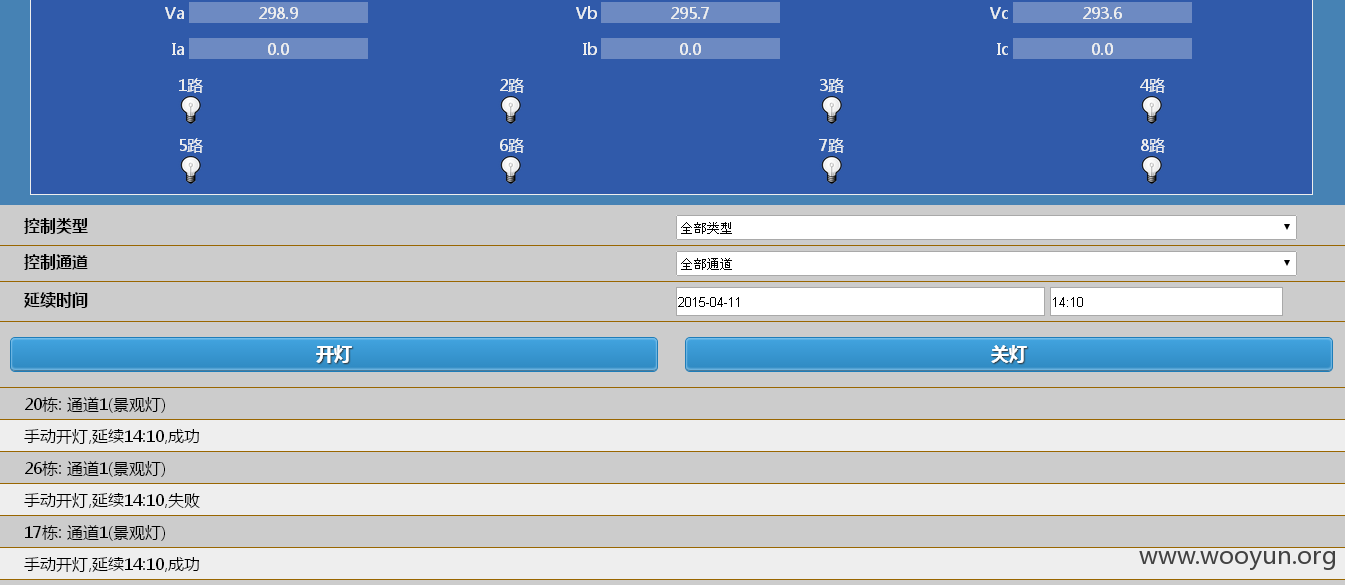 Va 298.9 Vb 295.7 Vc 293.6
Ia 0.0 Ib 0.0 Ic 0.0
1路 2路 3路 4路
5路 6路 7路 8路
控制类型 全部类型
控制通道 全部通道
延续时间 2015-04-11 14:10
开灯 关灯
20栋: 通道1(景观灯)
手动开灯,延续14:10,成功
26栋: 通道1(景观灯)
手动开灯,延续14:10,失败
17栋: 通道1(景观灯)
手动开灯,延续14:10,成功
www.wooyun.org